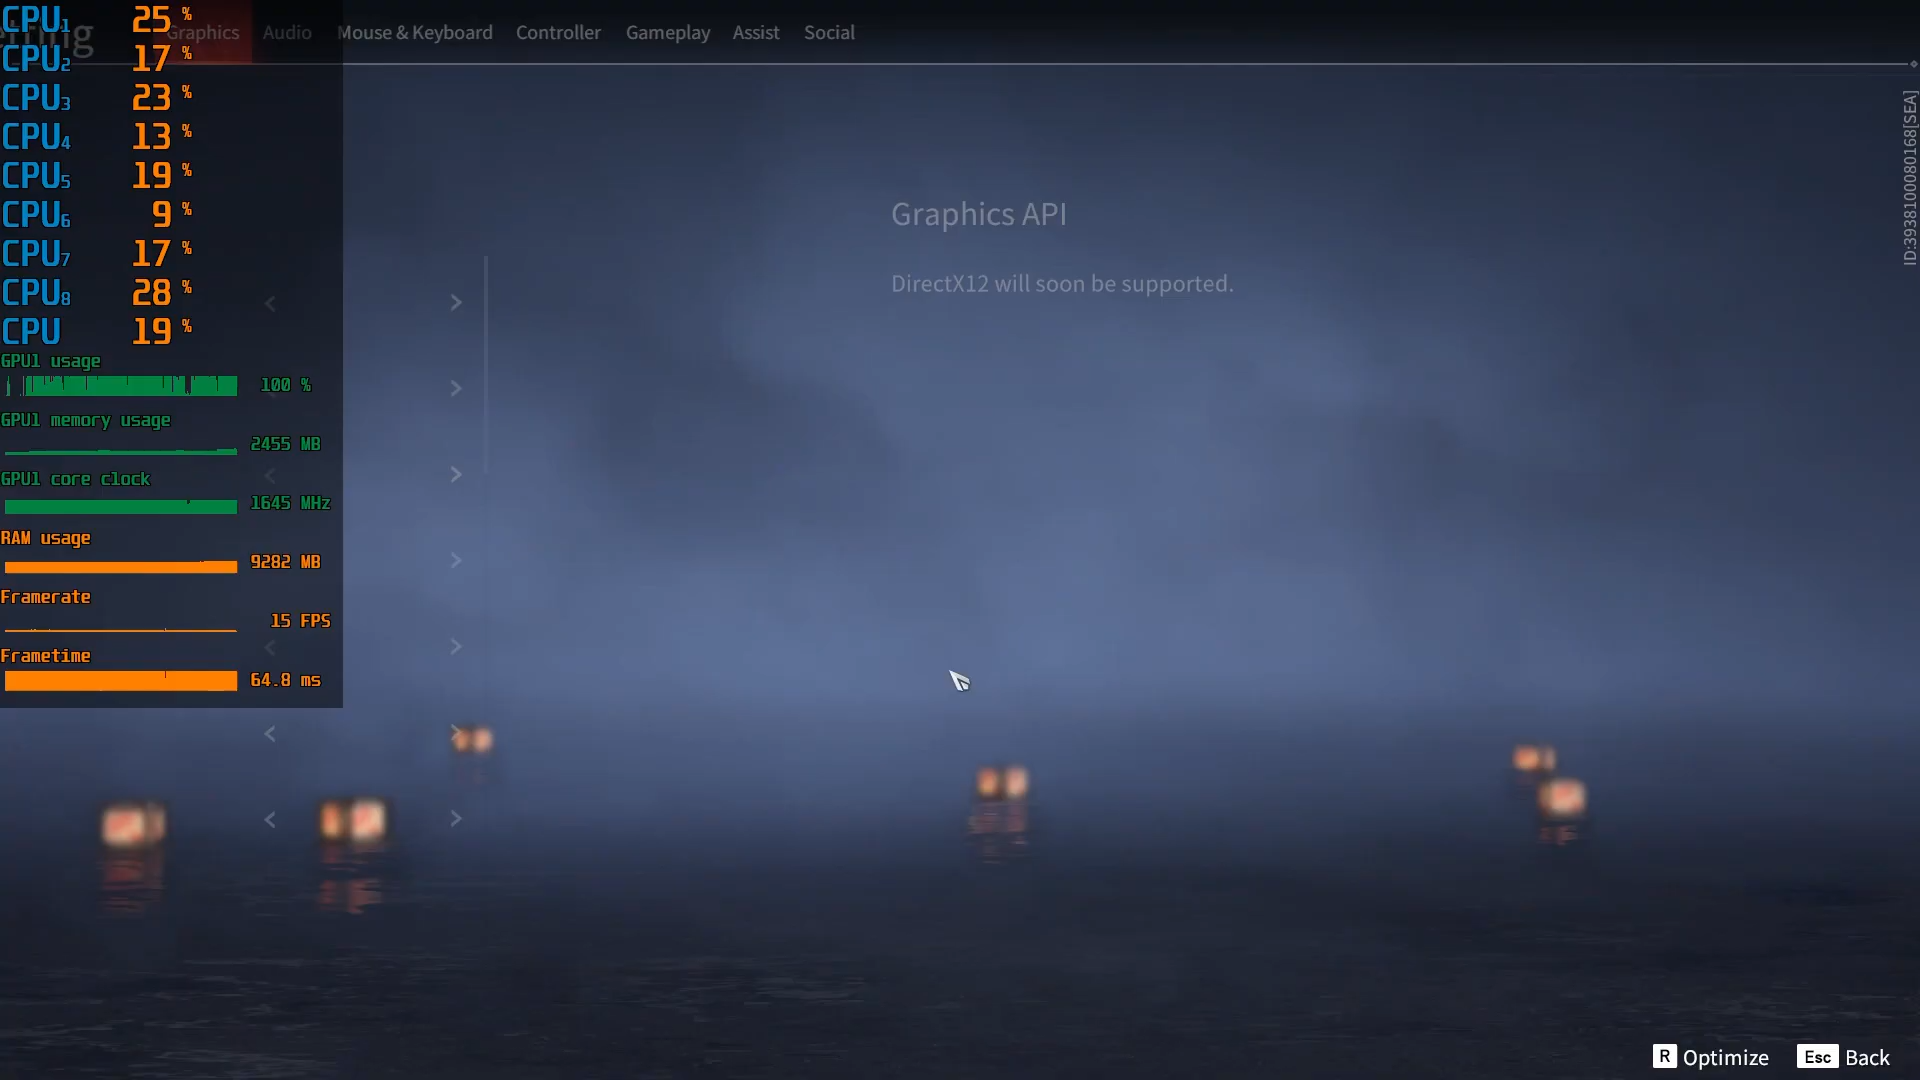 etting
Graphics Audio Mouse & Keyboard Controller Gameplay Assist Social
CPU1 25 %
CPU2 17 %
CPU3 23 %
CPU4 13 %
CPU5 19 %
CPU6 9 %
CPU7 17 %
CPU8 28 %
CPU 19 %
GPU1 usage
100 %
GPU1 memory usage
2455 MB
GPU1 core clock
1645 MHz
RAM usage
9282 MB
Framerate
15 FPS
Frametime
64.8 ms
Graphics API
DirectX12 will soon be supported.
ID:3938100080168[SEA]
R Optimize Esc Back